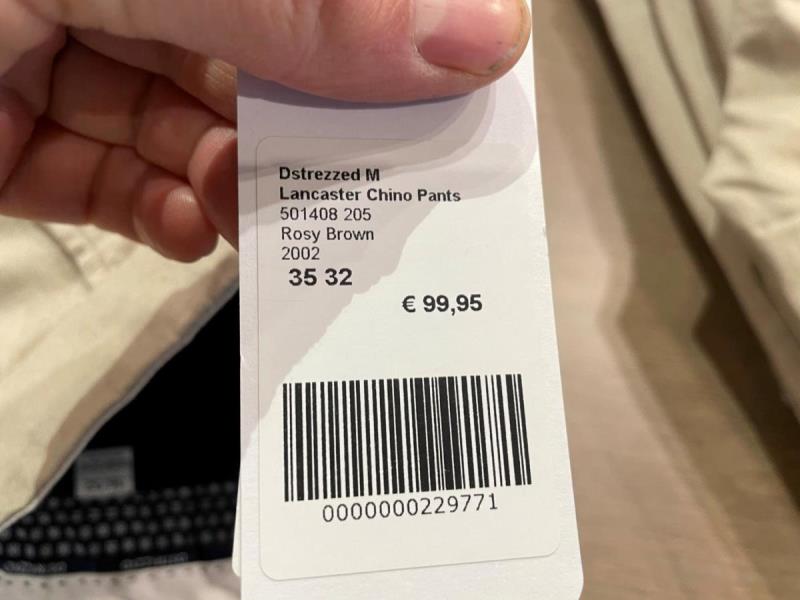 Dstrezzed M
Lancaster Chino Pants
501408 205
Rosy Brown
2002
35 32
€ 99,95
0000000229771